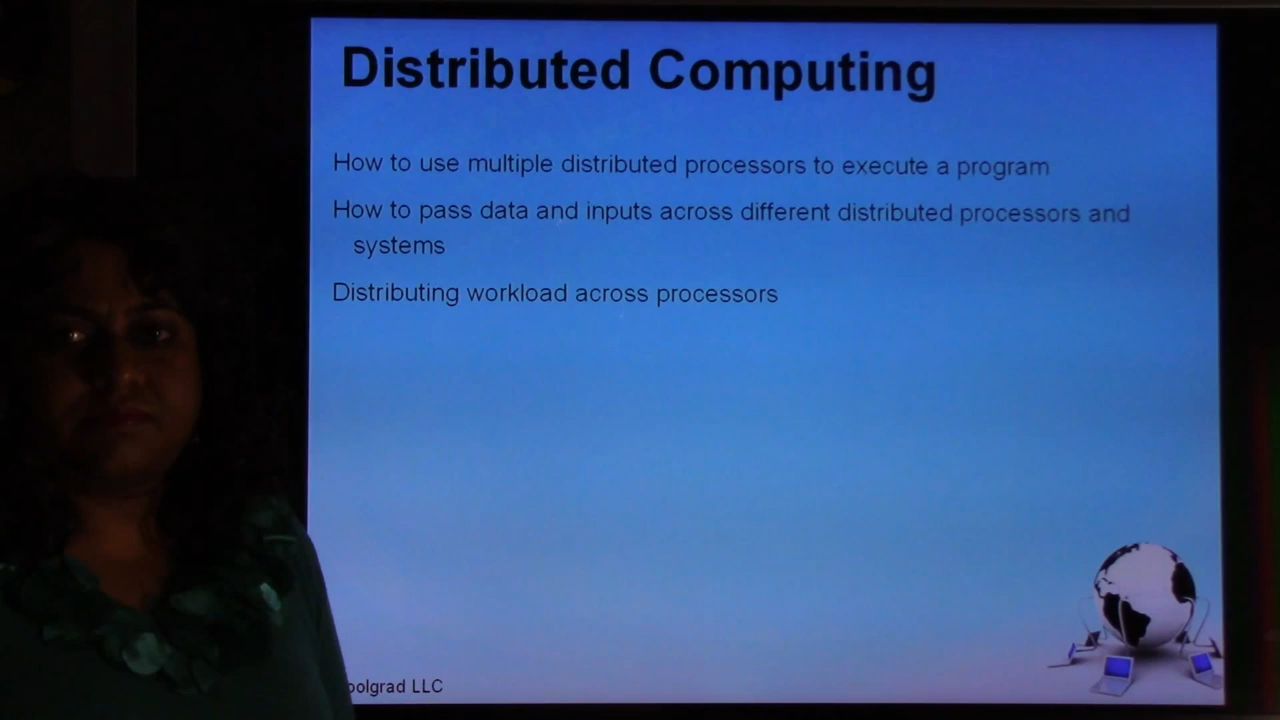 Distributed Computing
How to use multiple distributed processors to execute a program
How to pass data and inputs across different distributed processors and
systems
Distributing workload across processors
LLC